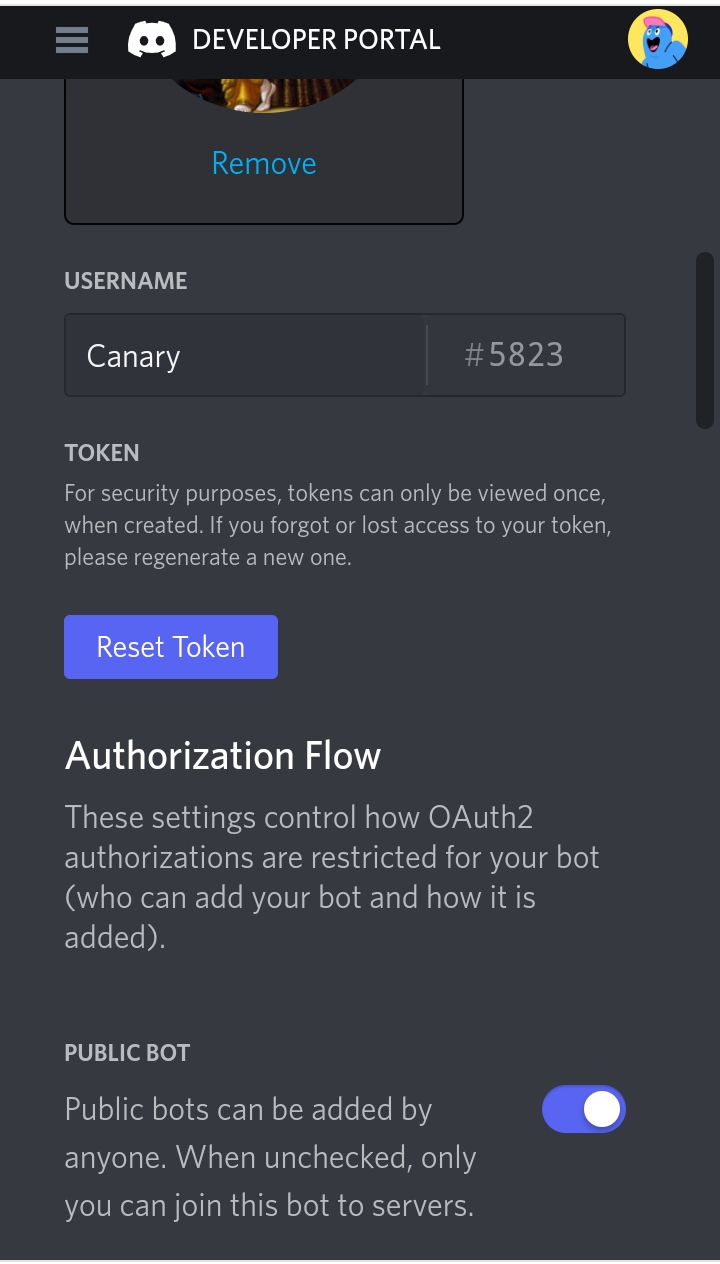 DEVELOPER PORTAL
Remove
USERNAME
Canary #5823
TOKEN
For security purposes, tokens can only be viewed once,
when created. If you forgot or lost access to your token,
please regenerate a new one.
Reset Token
Authorization Flow
These settings control how OAuth2
authorizations are restricted for your bot
(who can add your bot and how it is
added).
PUBLIC BOT
Public bots can be added by
anyone. When unchecked, only
you can join this bot to servers.